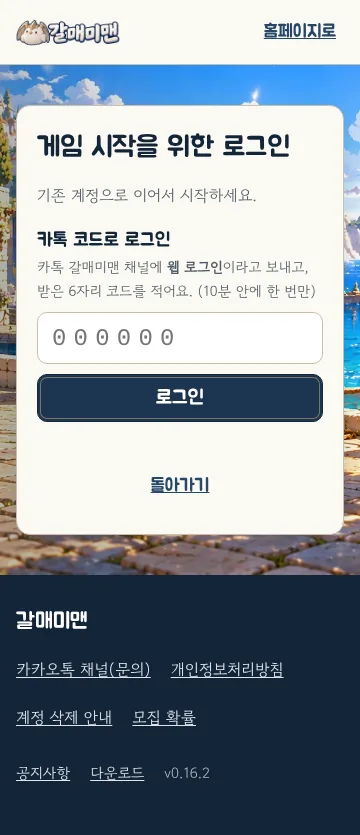 갈매미맨
홈페이지로
게임 시작을 위한 로그인
기존 계정으로 이어서 시작하세요.
카톡 코드로 로그인
카톡 갈매미맨 채널에 웹 로그인이라고 보내고,
받은 6자리 코드를 적어요. (10분 안에 한 번만)
000000
로그인
돌아가기
갈매미맨
카카오톡 채널(문의) 개인정보처리방침
계정 삭제 안내 모집 확률
공지사항 다운로드 v0.16.2